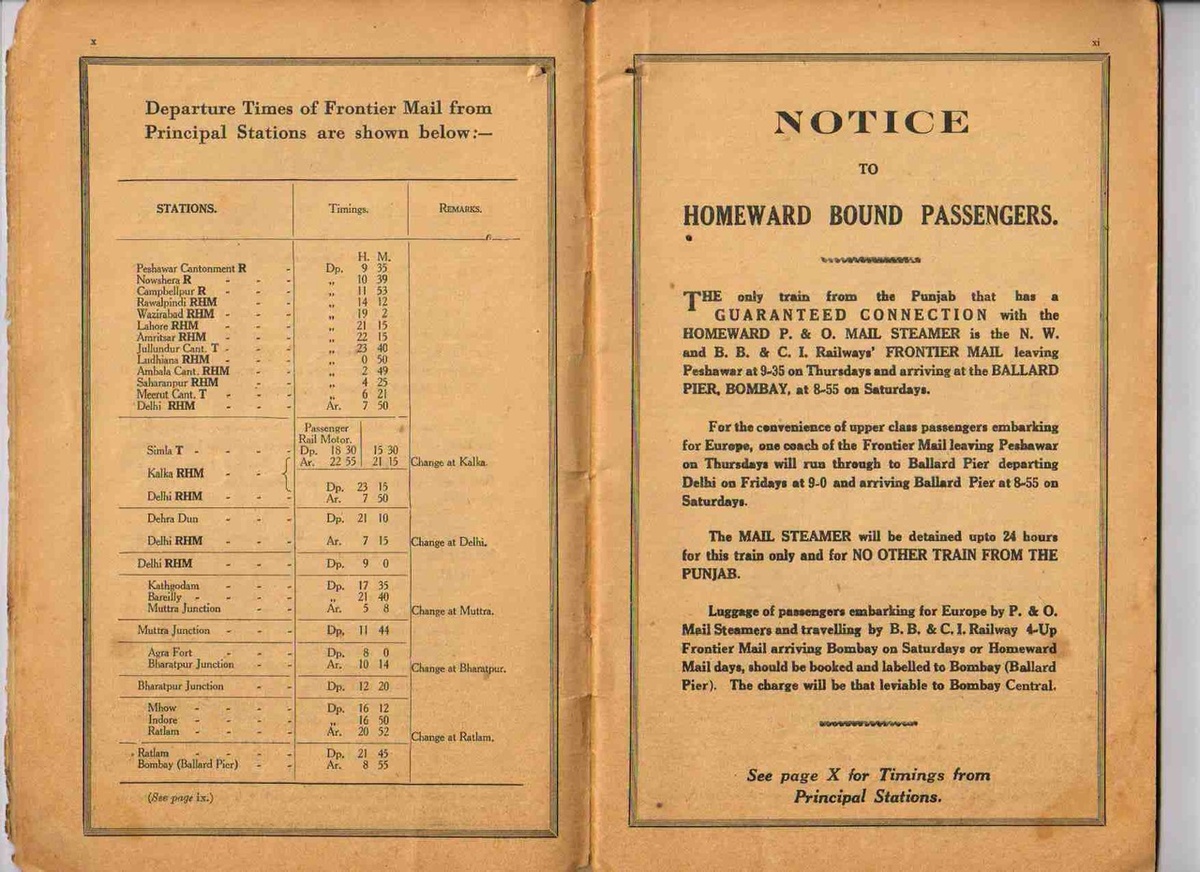 x
Departure Times of Frontier Mail from
Principal Stations are shown below:—
STATIONS. Timings. REMARKS.
H. M.
Peshawar Cantonment R - Dp. 9 35
Nowshera R - - - „ 10 39
Campbellpur R - - - „ 11 53
Rawalpindi RHM - - „ 14 12
Wazirabad RHM - - - „ 19 2
Lahore RHM - - - „ 21 15
Amritsar RHM - - - „ 22 15
Jullundur Cant. T - - - „ 23 40
Ludhiana RHM - - - „ 0 50
Ambala Cant. RHM - - „ 2 49
Saharanpur RHM - - „ 4 25
Meerut Cant. T - - - „ 6 21
Delhi RHM - - - Ar. 7 50
Passenger
Rail Motor.
Simla T - - - - Dp. 18 30 15 30
Ar. 22 55 21 15 Change at Kalka.
Kalka RHM - -
Dp. 23 15
Delhi RHM - - - Ar. 7 50
Dehra Dun - - - Dp. 21 10
Delhi RHM - - - Ar. 7 15 Change at Delhi.
Delhi RHM - - - Dp. 9 0
Kathgodam - - - Dp. 17 35
Bareilly - - - - „ 21 40
Muttra Junction - - Ar. 5 8 Change at Muttra.
Muttra Junction - - - Dp. 11 44
Agra Fort - - - Dp. 8 0
Bharatpur Junction - - Ar. 10 14 Change at Bharatpur.
Bharatpur Junction - - Dp. 12 20
Mhow - - - - Dp. 16 12
Indore - - - - „ 16 50
Ratlam - - - - Ar. 20 52 Change at Ratlam.
Ratlam - - - - Dp. 21 45
Bombay (Ballard Pier) - - Ar. 8 55
(See page ix.)
xi
NOTICE
TO
HOMEWARD BOUND PASSENGERS.
THE only train from the Punjab that has a
GUARANTEED CONNECTION with the
HOMEWARD P. & O. MAIL STEAMER is the N. W.
and B. B. & C. I. Railways' FRONTIER MAIL leaving
Peshawar at 9-35 on Thursdays and arriving at the BALLARD
PIER, BOMBAY, at 8-55 on Saturdays.
For the convenience of upper class passengers embarking
for Europe, one coach of the Frontier Mail leaving Peshawar
on Thursdays will run through to Ballard Pier departing
Delhi on Fridays at 9-0 and arriving Ballard Pier at 8-55 on
Saturdays.
The MAIL STEAMER will be detained upto 24 hours
for this train only and for NO OTHER TRAIN FROM THE
PUNJAB.
Luggage of passengers embarking for Europe by P. & O.
Mail Steamers and travelling by B. B. & C. I. Railway 4-Up
Frontier Mail arriving Bombay on Saturdays or Homeward
Mail days, should be booked and labelled to Bombay (Ballard
Pier). The charge will be that leviable to Bombay Central.
See page X for Timings from
Principal Stations.